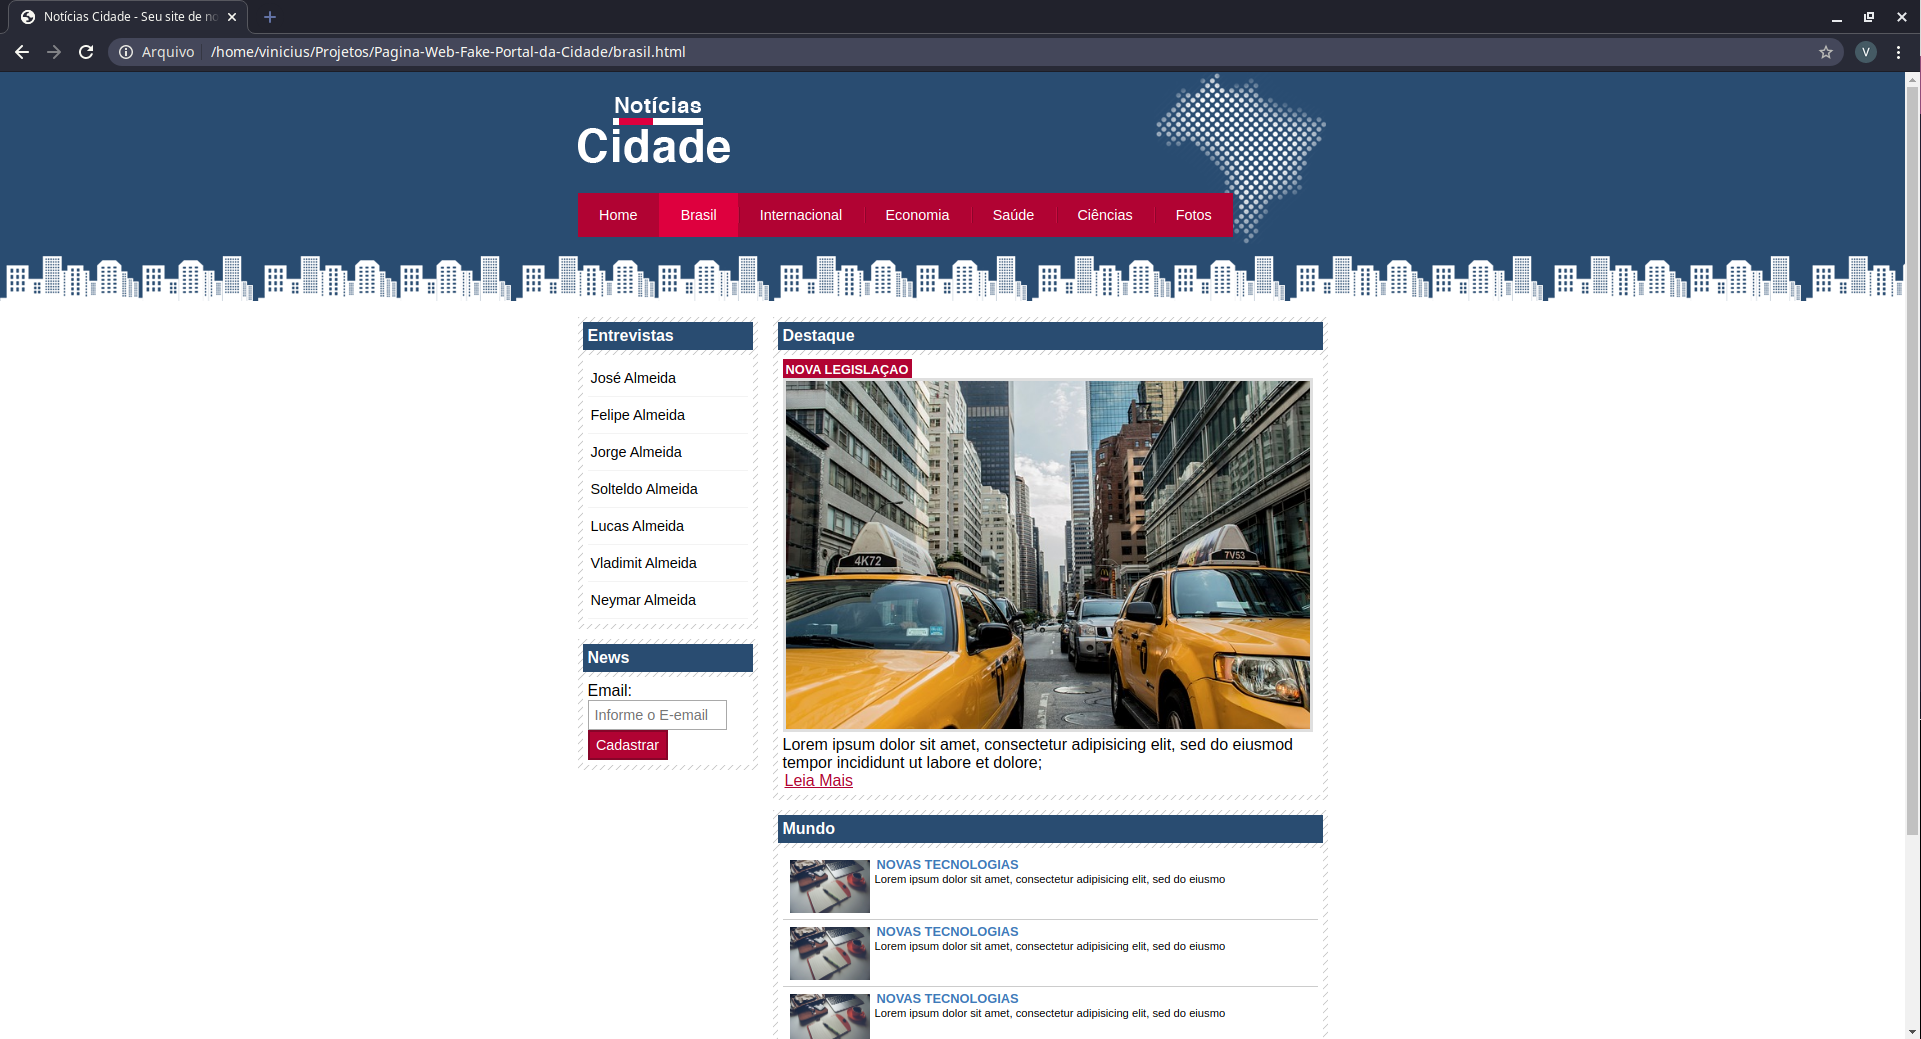 Notícias Cidade - Seu site de no
Arquivo /home/vinicius/Projetos/Pagina-Web-Fake-Portal-da-Cidade/brasil.html
V
Notícias
Cidade
Home Brasil Internacional Economia Saúde Ciências Fotos
Entrevistas
José Almeida
Felipe Almeida
Jorge Almeida
Solteldo Almeida
Lucas Almeida
Vladimit Almeida
Neymar Almeida
News
Email:
Informe o E-email
Cadastrar
Destaque
NOVA LEGISLAÇAO
4K72
7V53
Lorem ipsum dolor sit amet, consectetur adipisicing elit, sed do eiusmod
tempor incididunt ut labore et dolore;
Leia Mais
Mundo
NOVAS TECNOLOGIAS
Lorem ipsum dolor sit amet, consectetur adipisicing elit, sed do eiusmo
NOVAS TECNOLOGIAS
Lorem ipsum dolor sit amet, consectetur adipisicing elit, sed do eiusmo
NOVAS TECNOLOGIAS
Lorem ipsum dolor sit amet, consectetur adipisicing elit, sed do eiusmo